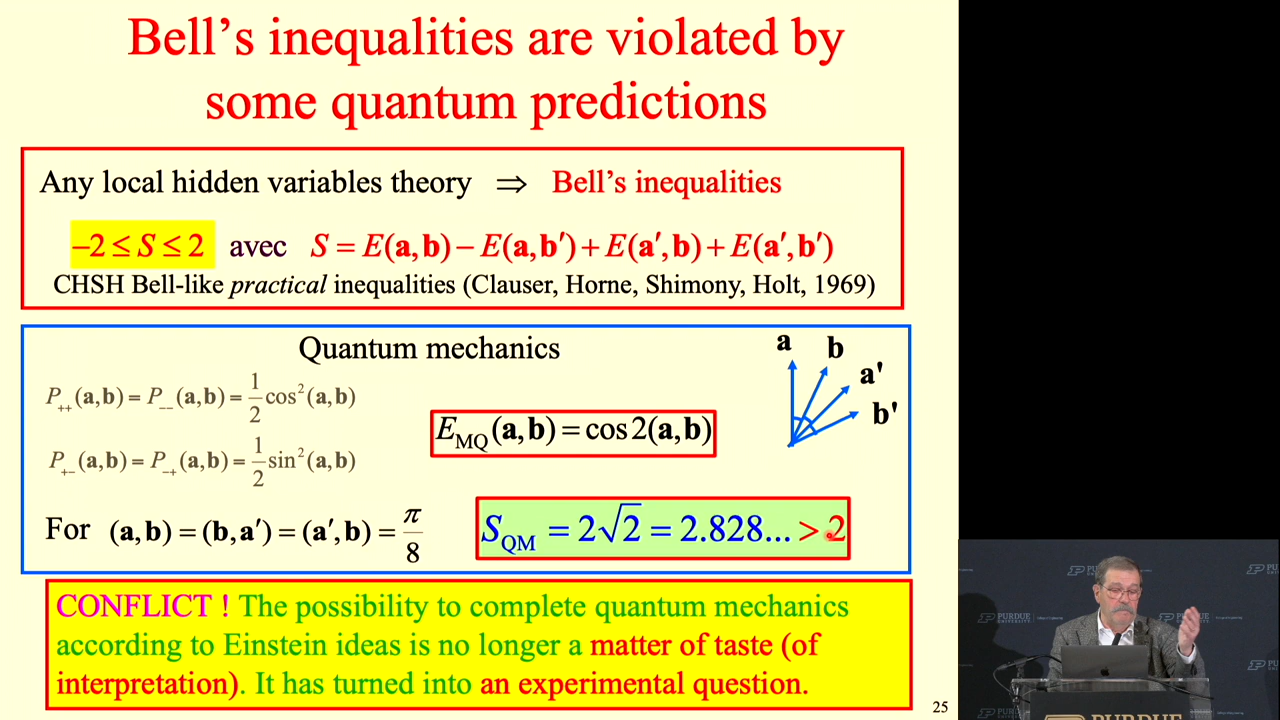 Bell’s inequalities are violated by
some quantum predictions
Any local hidden variables theory ⇒ Bell’s inequalities
−2 ≤ S ≤ 2 avec S = E(a,b) − E(a,b′) + E(a′,b) + E(a′,b′)
CHSH Bell-like practical inequalities (Clauser, Horne, Shimony, Holt, 1969)
Quantum mechanics
P₊₊(a,b) = P₋₋(a,b) = 1/2 cos²(a,b)
P₊₋(a,b) = P₋₊(a,b) = 1/2 sin²(a,b)
E_MQ(a,b) = cos 2(a,b)
a
b
a'
b'
For (a,b) = (b,a′) = (a′,b) = π/8
S_QM = 2√2 = 2.828... > 2
CONFLICT ! The possibility to complete quantum mechanics
according to Einstein ideas is no longer a matter of taste (of
interpretation). It has turned into an experimental question.
25
PURDUE
UNIVERSITY
PURDUE